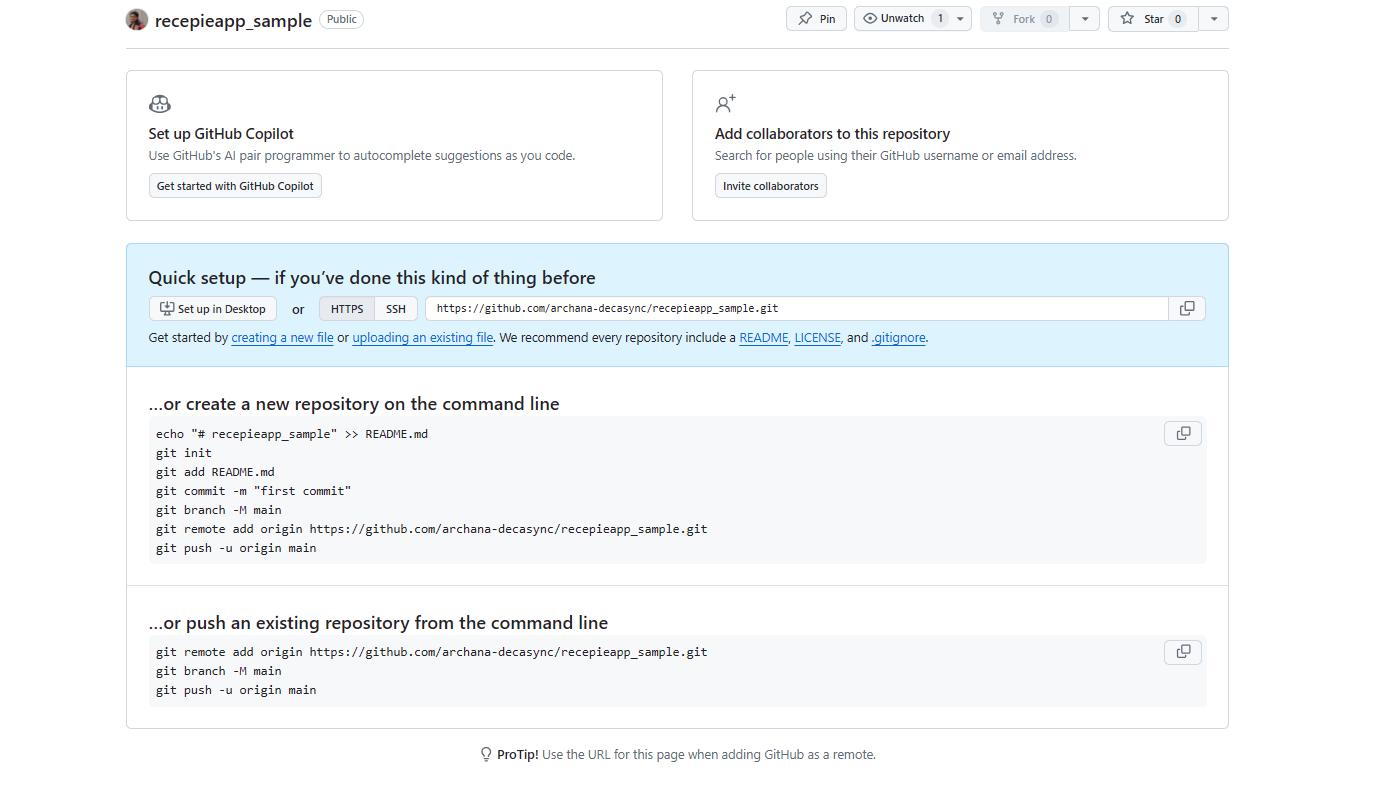 recepieapp_sample Public Pin Unwatch 1 Fork 0 Star 0
Set up GitHub Copilot
Use GitHub's AI pair programmer to autocomplete suggestions as you code.
Get started with GitHub Copilot
Add collaborators to this repository
Search for people using their GitHub username or email address.
Invite collaborators
Quick setup — if you’ve done this kind of thing before
Set up in Desktop or HTTPS SSH https://github.com/archana-decasync/recepieapp_sample.git
Get started by creating a new file or uploading an existing file. We recommend every repository include a README, LICENSE, and .gitignore.
…or create a new repository on the command line
echo "# recepieapp_sample" >> README.md
git init
git add README.md
git commit -m "first commit"
git branch -M main
git remote add origin https://github.com/archana-decasync/recepieapp_sample.git
git push -u origin main
…or push an existing repository from the command line
git remote add origin https://github.com/archana-decasync/recepieapp_sample.git
git branch -M main
git push -u origin main
ProTip! Use the URL for this page when adding GitHub as a remote.